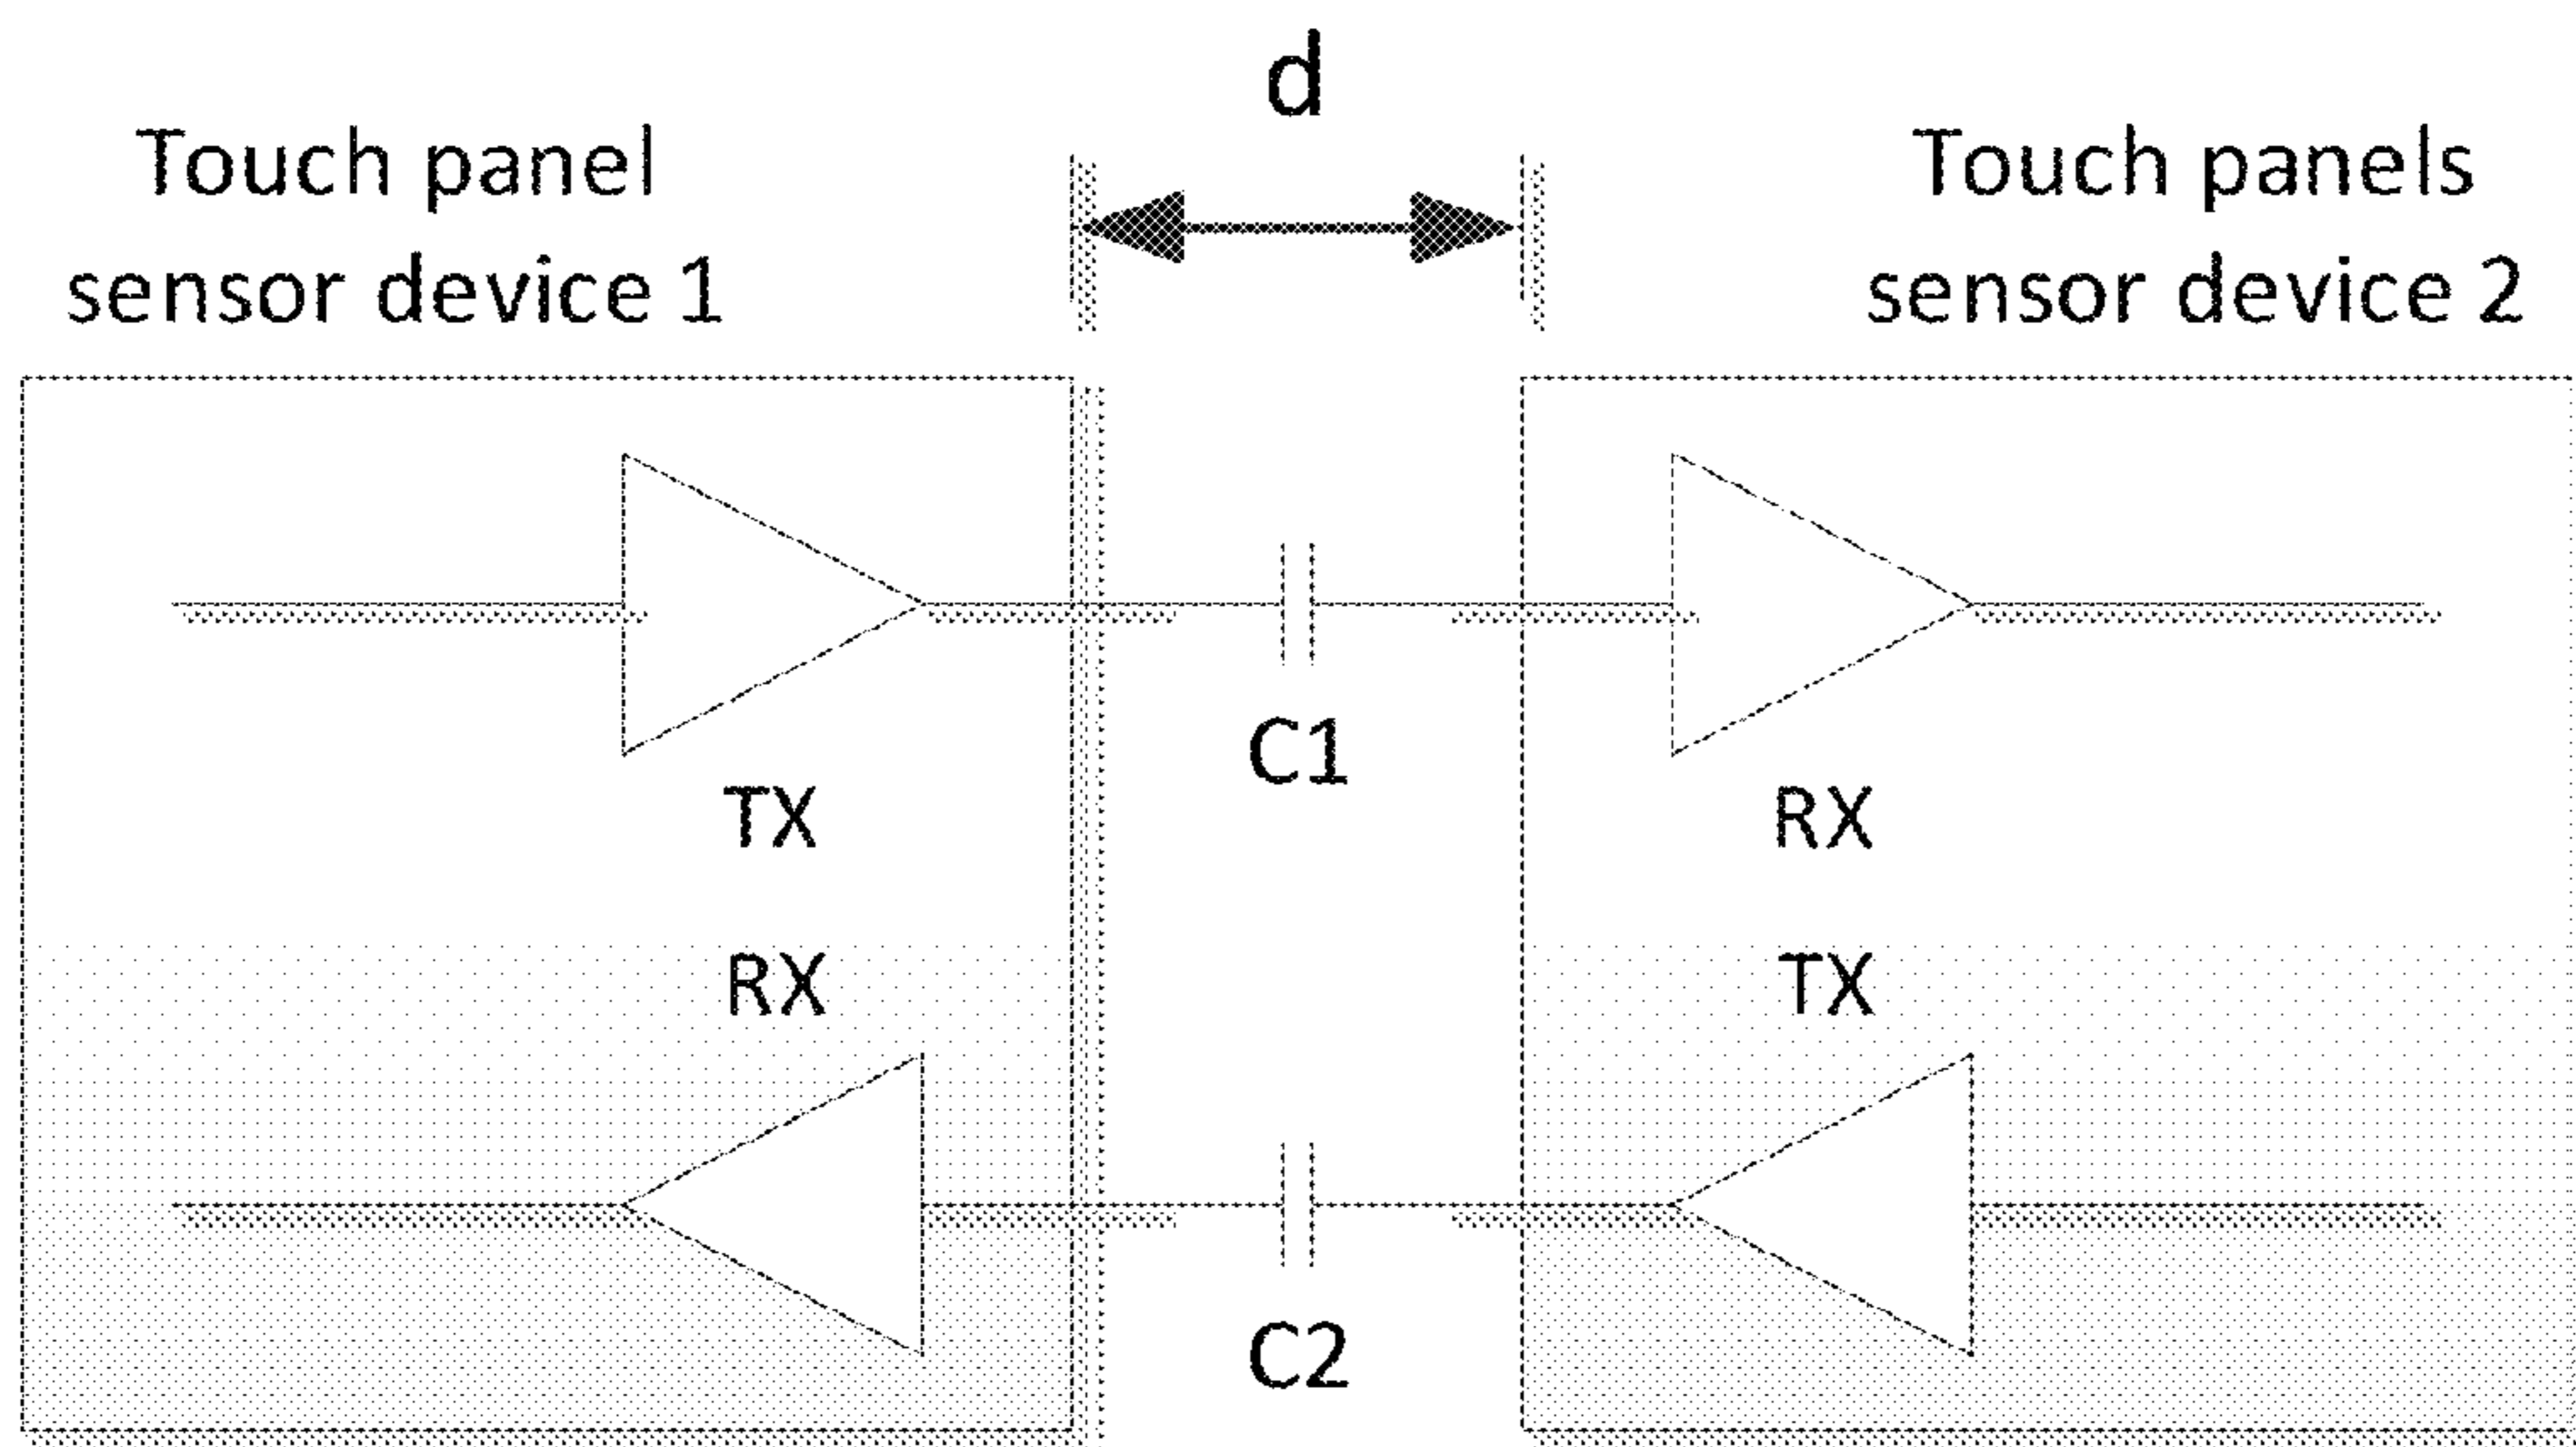 d
Touch panel
sensor device 1
Touch panels
sensor device 2
C1
TX
RX
RX
TX
C2